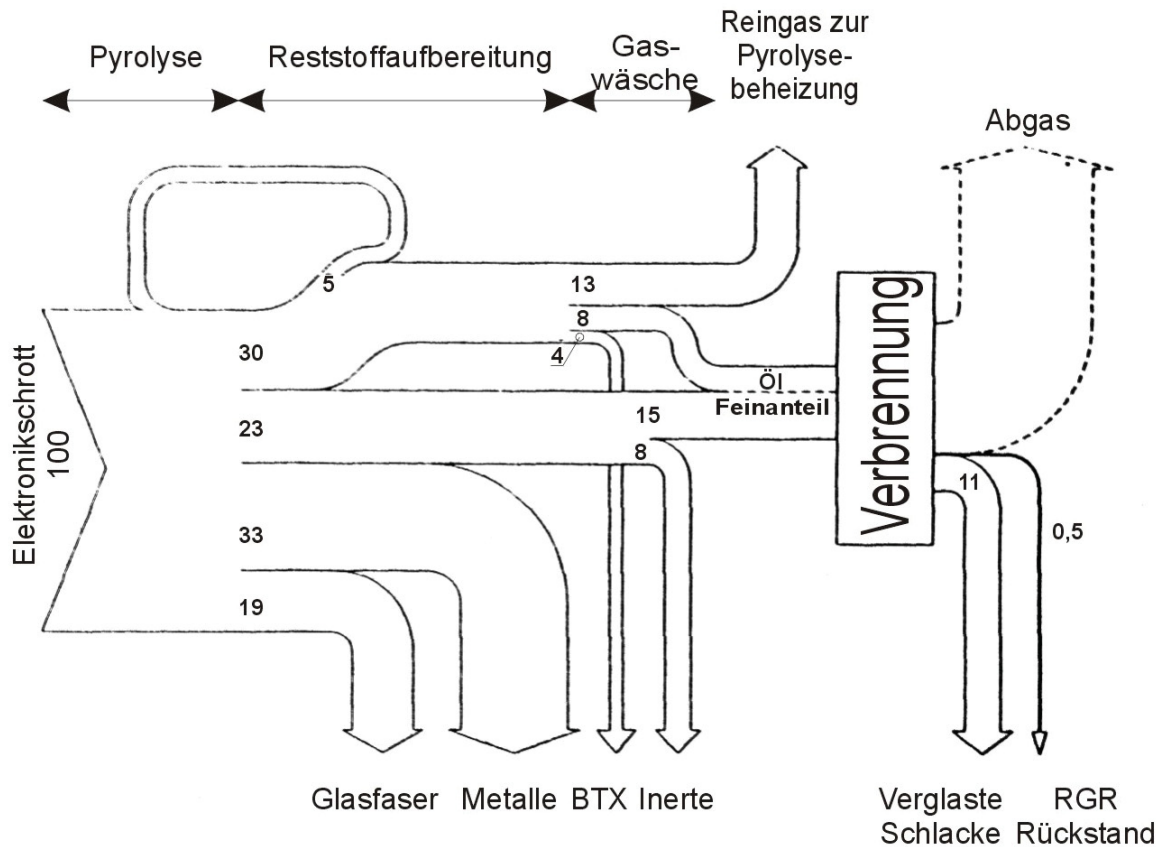 Pyrolyse
Reststoffaufbereitung
Gas-
wäsche
Reingas zur
Pyrolyse-
beheizung
Abgas
5
13
8
4
30
Öl
Feinanteil
Verbrennung
Elektronikschrott
100
23
15
8
11
33
0,5
19
Glasfaser
Metalle
BTX
Inerte
Verglaste
Schlacke
RGR
Rückstand